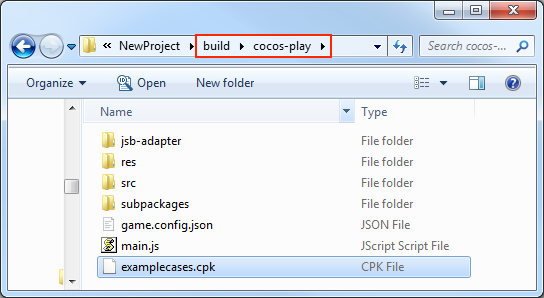 « NewProject ▸ build ▸ cocos-play ▸ Search cocos-...
Organize ▾ Open New folder
Name Type
jsb-adapter File folder
res File folder
src File folder
subpackages File folder
game.config.json JSON File
main.js JScript Script File
examplecases.cpk CPK File